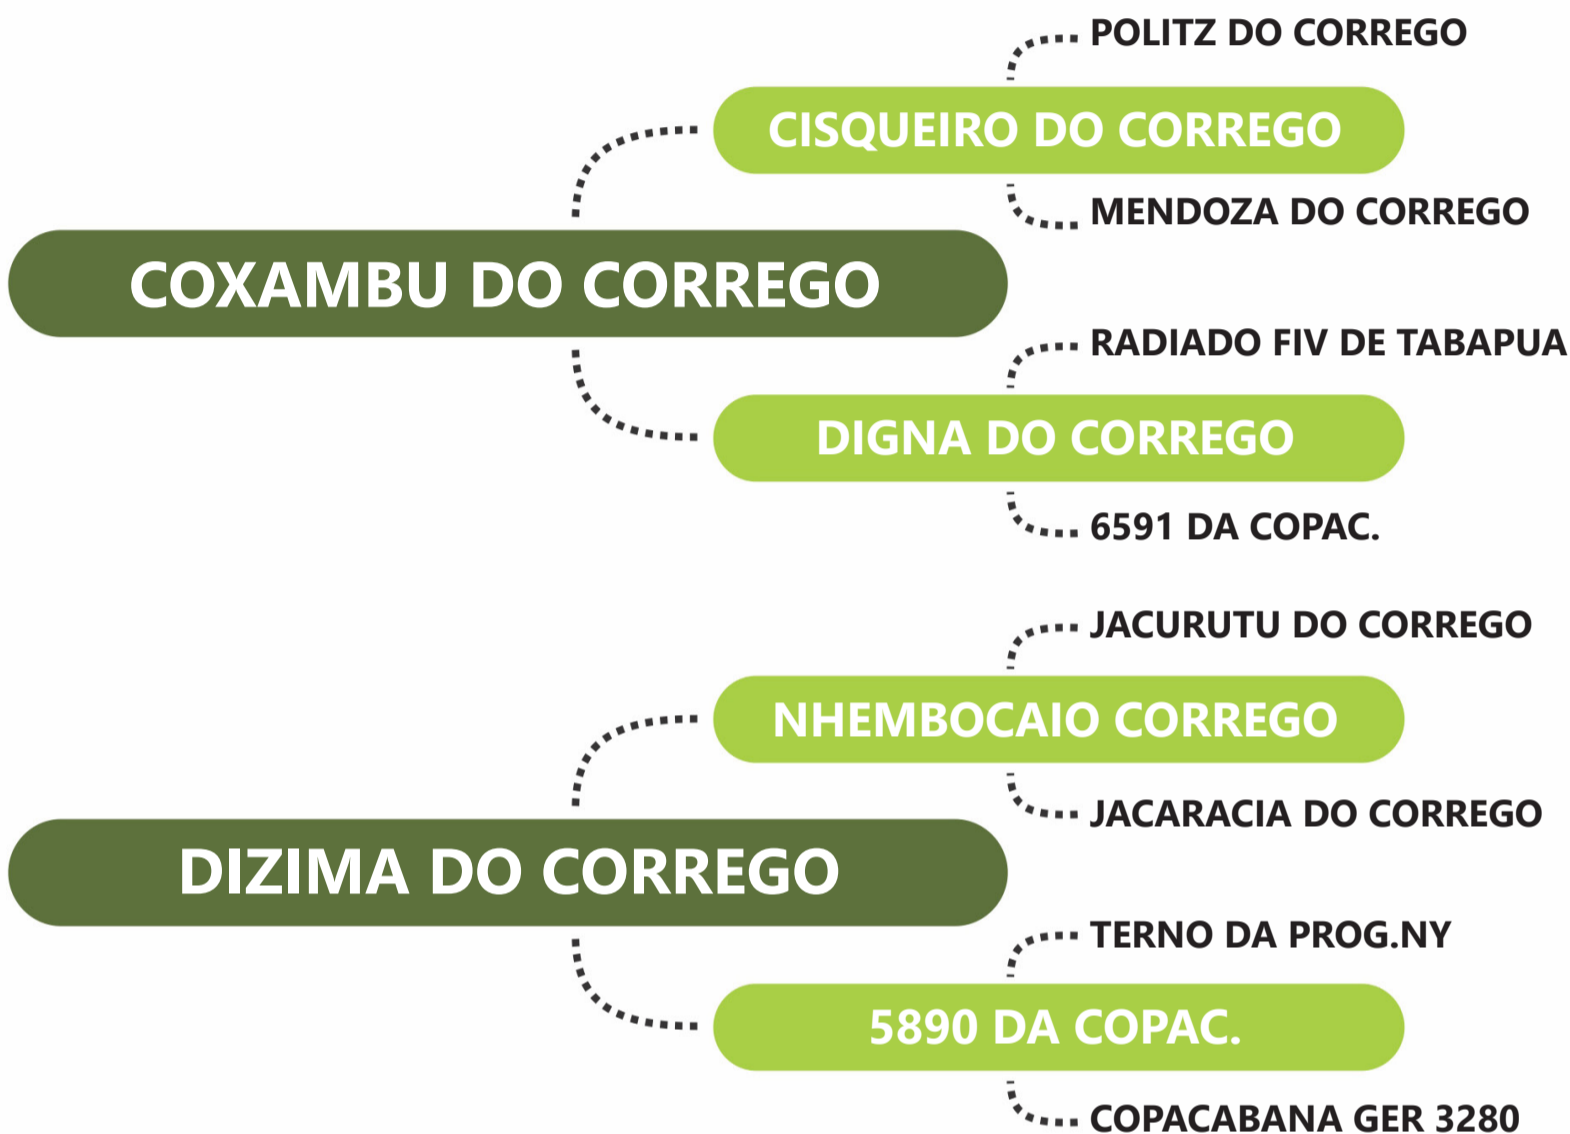 POLITZ DO CORREGO
CISQUEIRO DO CORREGO
MENDOZA DO CORREGO
COXAMBU DO CORREGO
RADIADO FIV DE TABAPUA
DIGNA DO CORREGO
6591 DA COPAC.
JACURUTU DO CORREGO
NHEMBOCAIO CORREGO
JACARACIA DO CORREGO
DIZIMA DO CORREGO
TERNO DA PROG.NY
5890 DA COPAC.
COPACABANA GER 3280